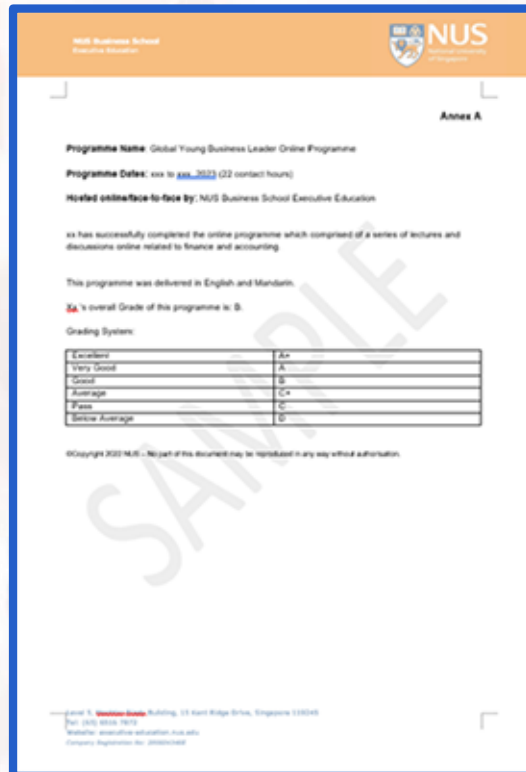 NUS Business School
Executive Education
NUS
National University
of Singapore
Annex A
Programme Name: Global Young Business Leader Online Programme
Programme Dates: xxx to xxx, 2023 (22 contact hours)
Hosted online/face-to-face by: NUS Business School Executive Education
xx has successfully completed the online programme which comprised of a series of lectures and
discussions online related to finance and accounting.
This programme was delivered in English and Mandarin.
Xx 's overall Grade of this programme is: B.
Grading System:
Excellent A+
Very Good A
Good B
Average C+
Pass C
Below Average D
©Copyright 2022 NUS – No part of this document may be reproduced in any way without authorisation.
SAMPLE
Level 5, Building, 15 Kent Ridge Drive, Singapore 119245
Tel: (65) 6516 7872
Website: executive-education.nus.edu
Company Registration No: